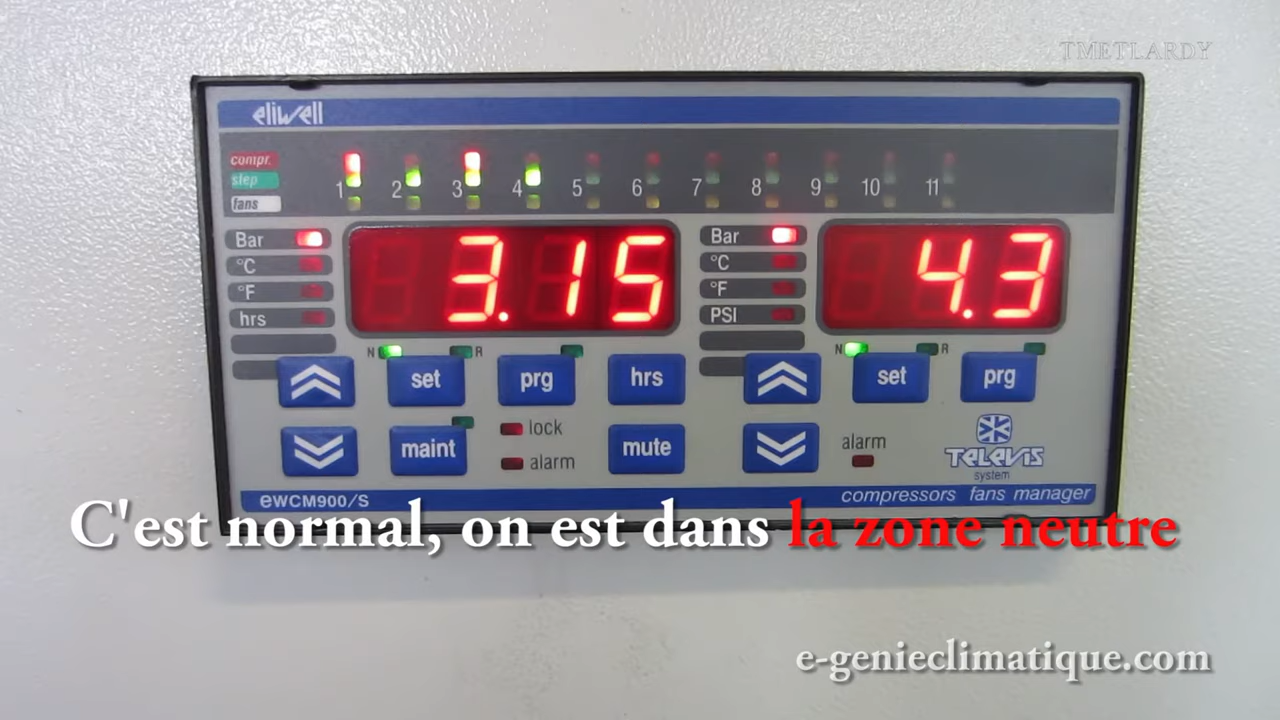 TMETLARDY
eliwell
compr.
step
fans
1 2 3 4 5 6 7 8 9 10 11
Bar
°C
°F
hrs
3.15
Bar
°C
°F
PSI
4.3
N R
set
prg
hrs
N R
set
prg
maint
lock
alarm
mute
alarm
TELEVIS
system
EWCM900/S
compressors fans manager
C'est normal, on est dans la zone neutre
e-genieclimatique.com